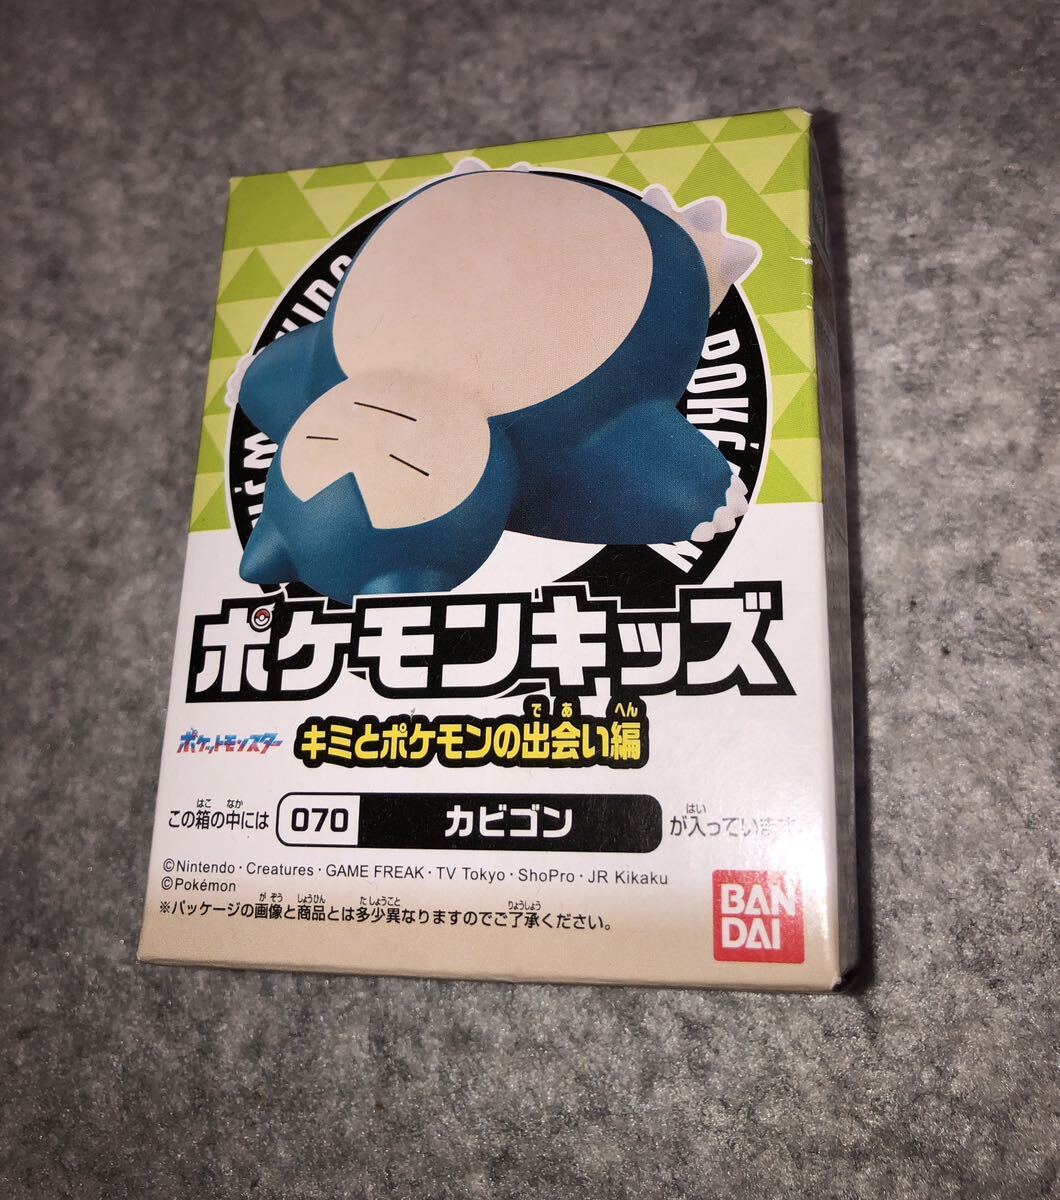 KIDS
POKÉM
ポケモンキッズ
で あ へん
ポケットモンスター キミとポケモンの出会い編
はこ なか はい
この箱の中には 070 カビゴン が入っています。
©Nintendo・Creatures・GAME FREAK・TV Tokyo・ShoPro・JR Kikaku
©Pokémon
が ぞう しょうひん た しょうこと りょうしょう
※パッケージの画像と商品とは多少異なりますのでご了承ください。
BAN
DAI